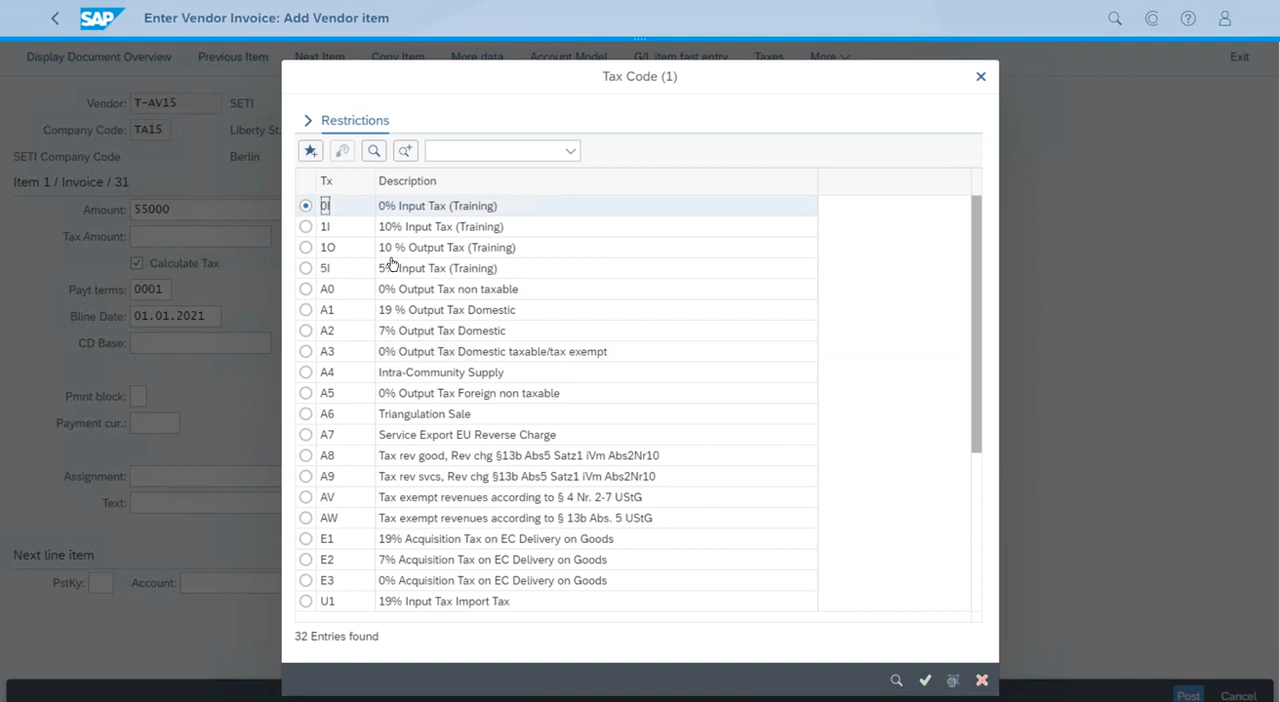 SAP Enter Vendor Invoice: Add Vendor item
Display Document Overview Previous Item Next Item Copy Item More data Account Model G/L item fast entry Taxes More Exit
Tax Code (1)
Vendor: T-AV15 SETI
Company Code: TA15 Liberty St.
SETI Company Code Berlin
Item 1 / Invoice / 31
Amount: 55000
Tax Amount:
Calculate Tax
Payt terms: 0001
Bline Date: 01.01.2021
CD Base:
Pmnt block:
Payment cur.:
Assignment:
Text:
Next line item
PstKy: Account:
Restrictions
Tx Description
0I 0% Input Tax (Training)
1I 10% Input Tax (Training)
1O 10 % Output Tax (Training)
5I 5% Input Tax (Training)
A0 0% Output Tax non taxable
A1 19 % Output Tax Domestic
A2 7% Output Tax Domestic
A3 0% Output Tax Domestic taxable/tax exempt
A4 Intra-Community Supply
A5 0% Output Tax Foreign non taxable
A6 Triangulation Sale
A7 Service Export EU Reverse Charge
A8 Tax rev good, Rev chg §13b Abs5 Satz1 iVm Abs2Nr10
A9 Tax rev svcs, Rev chg §13b Abs5 Satz1 iVm Abs2Nr10
AV Tax exempt revenues according to § 4 Nr. 2-7 UStG
AW Tax exempt revenues according to § 13b Abs. 5 UStG
E1 19% Acquisition Tax on EC Delivery on Goods
E2 7% Acquisition Tax on EC Delivery on Goods
E3 0% Acquisition Tax on EC Delivery on Goods
U1 19% Input Tax Import Tax
32 Entries found
Post Cancel